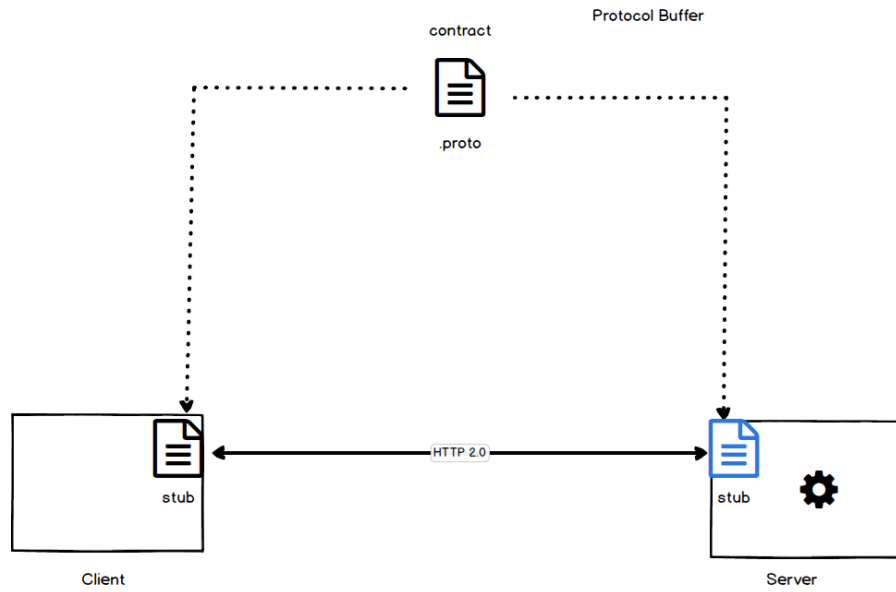 Protocol Buffer
contract
.proto
HTTP 2.0
stub
stub
Client
Server